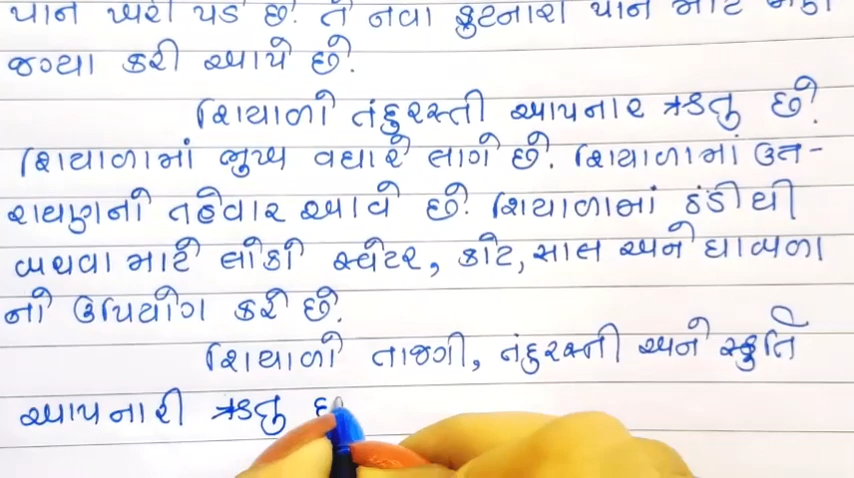 પાન ખરી પડે છે. તે નવા ફુટનારા પાન માટે
જગ્યા કરી આપે છે.
શિયાળો તંદુરસ્તી આપનાર ઋતુ છે.
શિયાળામાં ભુખ વધારે લાગે છે. શિયાળામાં ઉત-
રાયણનો તહેવાર આવે છે. શિયાળામાં ઠંડીથી
બચવા માટે લોકો સ્વેટર, કોટ, સાલ અને ધાબળા
નો ઉપયોગ કરે છે.
શિયાળો તાજગી, તંદુરસ્તી અને સ્ફુર્તિ
આપનારી ઋતુ